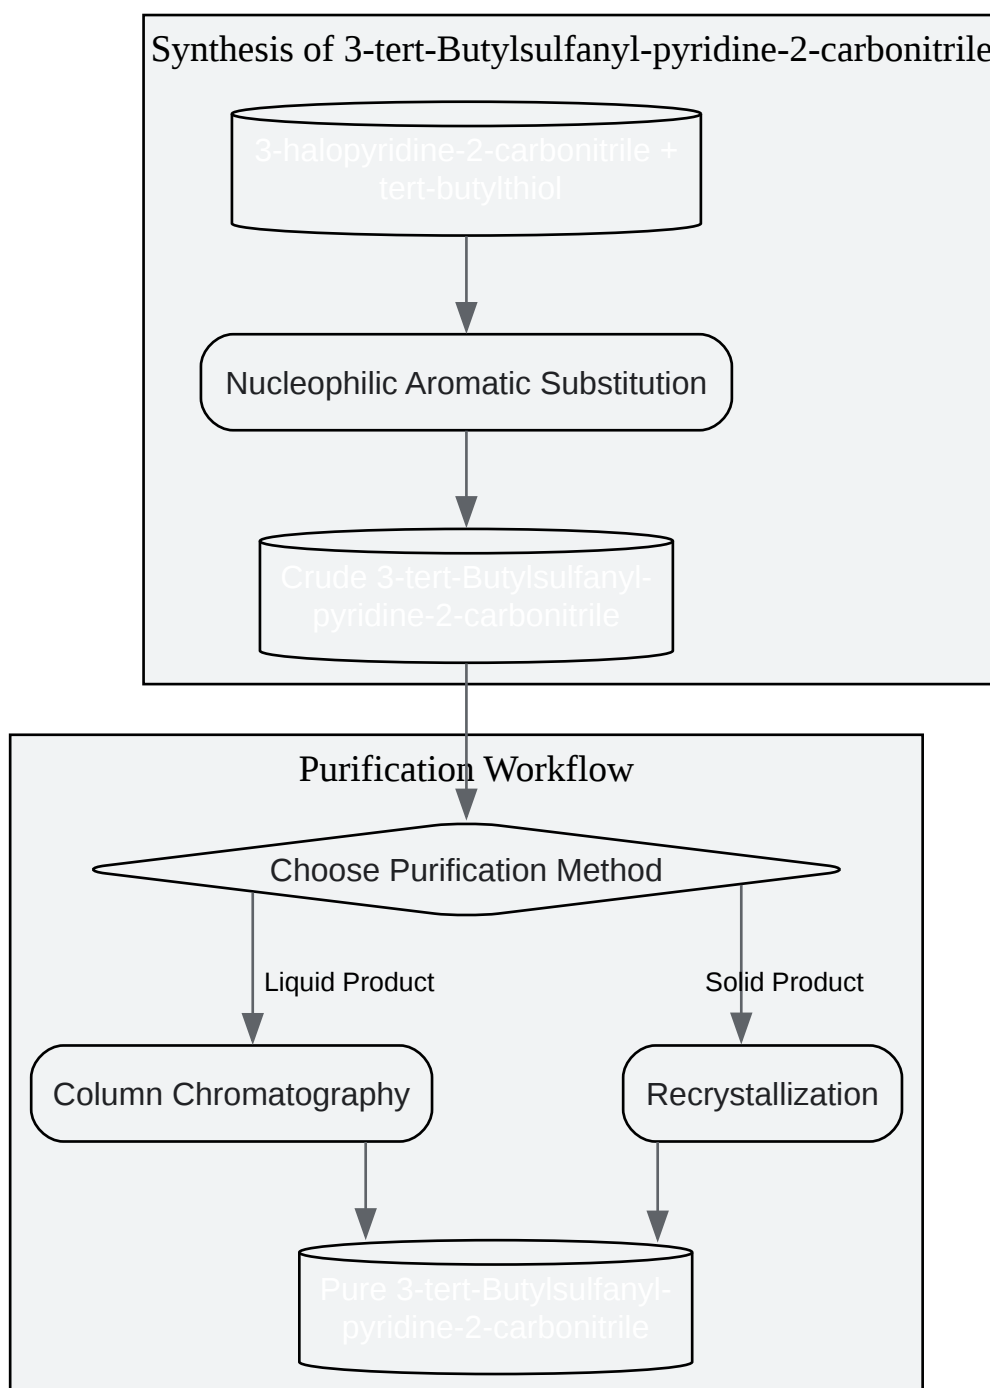 Synthesis of 3-tert-Butylsulfanyl-pyridine-2-carbonitrile
3-halopyridine-2-carbonitrile +
tert-butylthiol
Nucleophilic Aromatic Substitution
Crude 3-tert-Butylsulfanyl-
pyridine-2-carbonitrile
Purification Workflow
Choose Purification Method
Liquid Product
Solid Product
Column Chromatography
Recrystallization
Pure 3-tert-Butylsulfanyl-
pyridine-2-carbonitrile